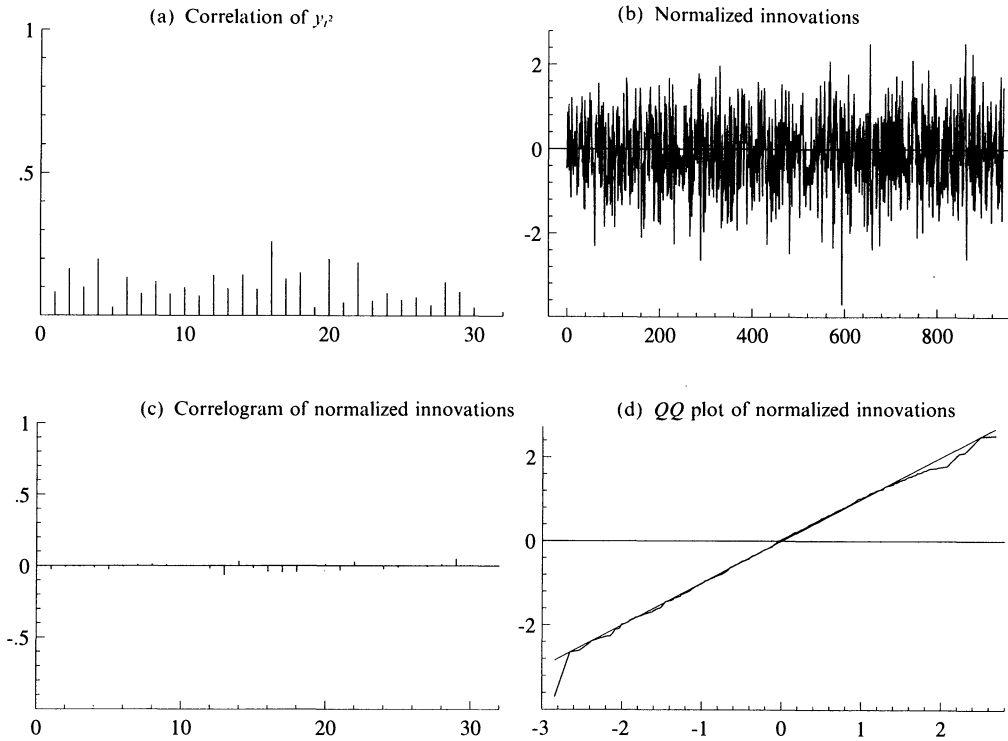 (a) Correlation of y_t²
1
.5
0
0 10 20 30
(b) Normalized innovations
2
0
-2
0 200 400 600 800
(c) Correlogram of normalized innovations
1
.5
0
-.5
0 10 20 30
(d) QQ plot of normalized innovations
2
0
-2
-3 -2 -1 0 1 2